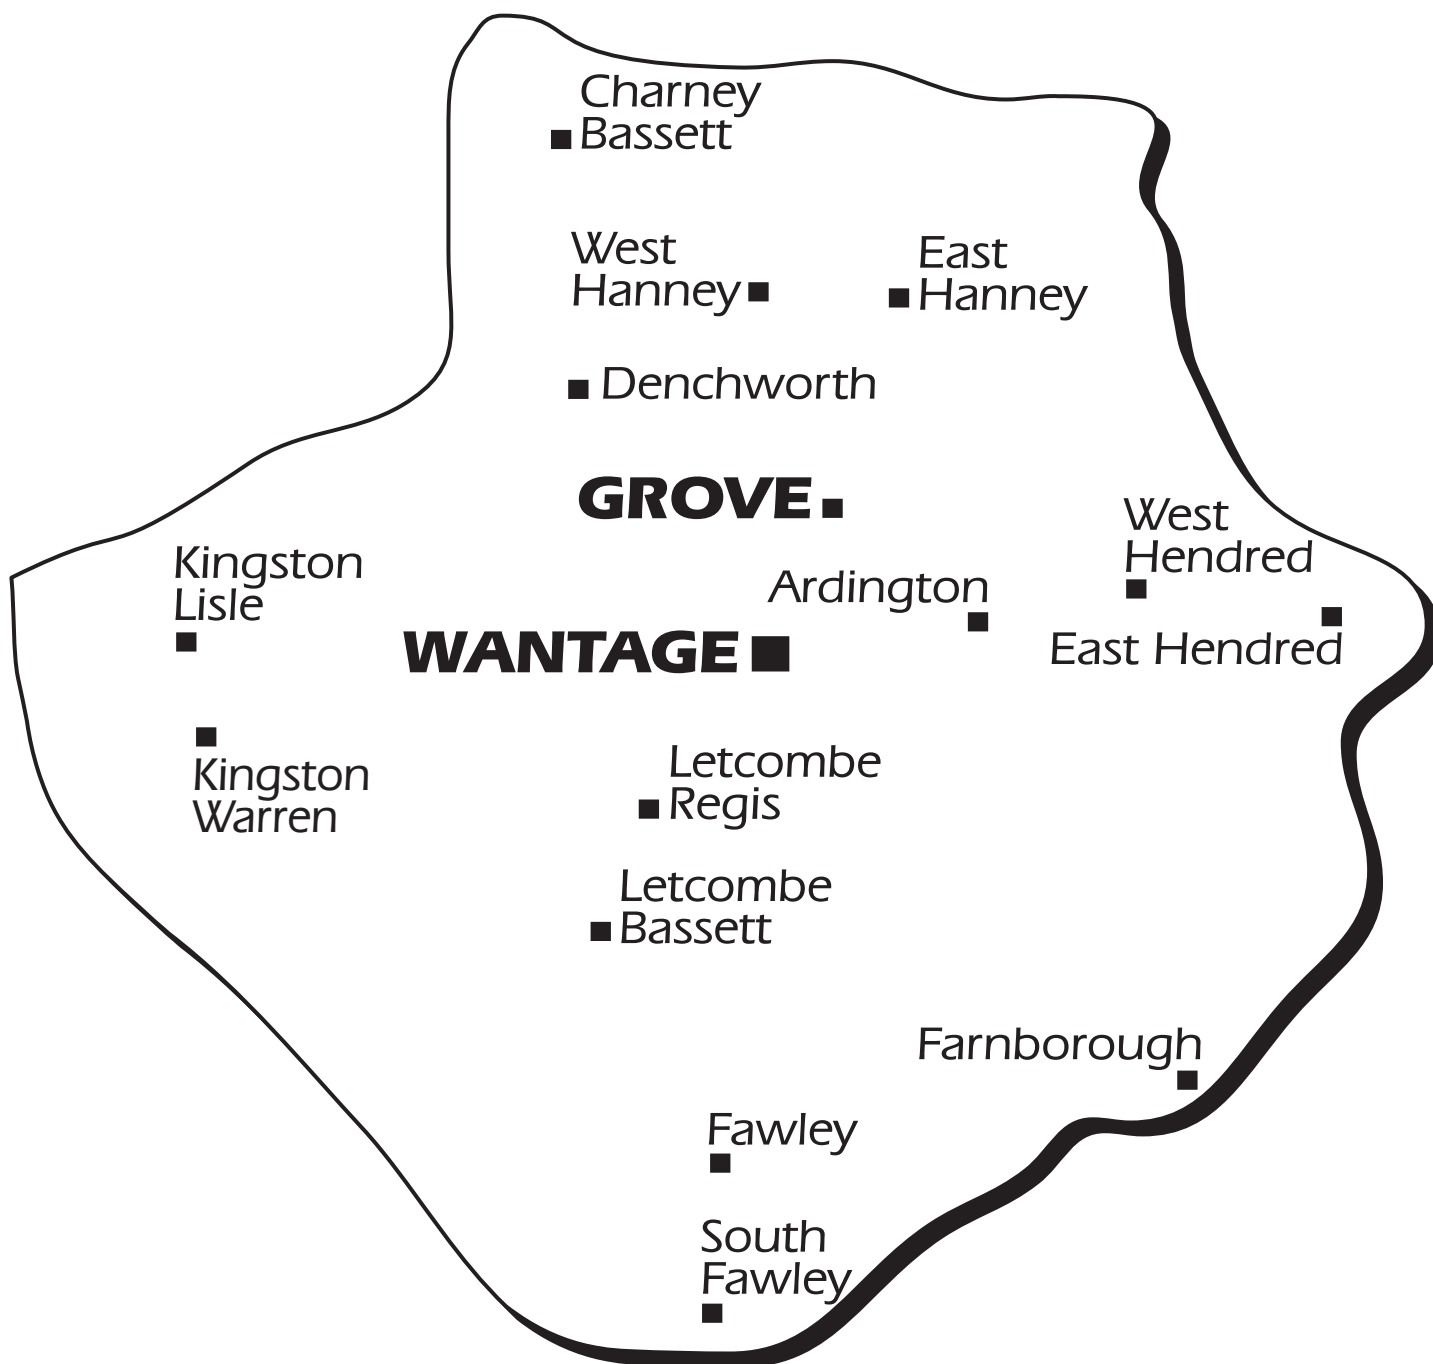 Charney
Bassett
West
Hanney
East
Hanney
Denchworth
GROVE
West
Hendred
Kingston
Lisle
Ardington
East Hendred
WANTAGE
Kingston
Warren
Letcombe
Regis
Letcombe
Bassett
Farnborough
Fawley
South
Fawley